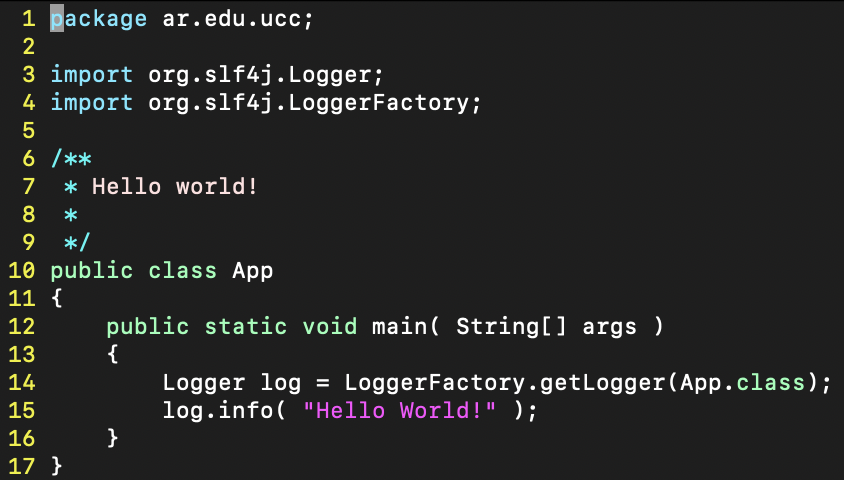 1 package ar.edu.ucc;
2
3 import org.slf4j.Logger;
4 import org.slf4j.LoggerFactory;
5
6 /**
7  * Hello world!
8  *
9  */
10 public class App
11 {
12     public static void main( String[] args )
13     {
14         Logger log = LoggerFactory.getLogger(App.class);
15         log.info( "Hello World!" );
16     }
17 }